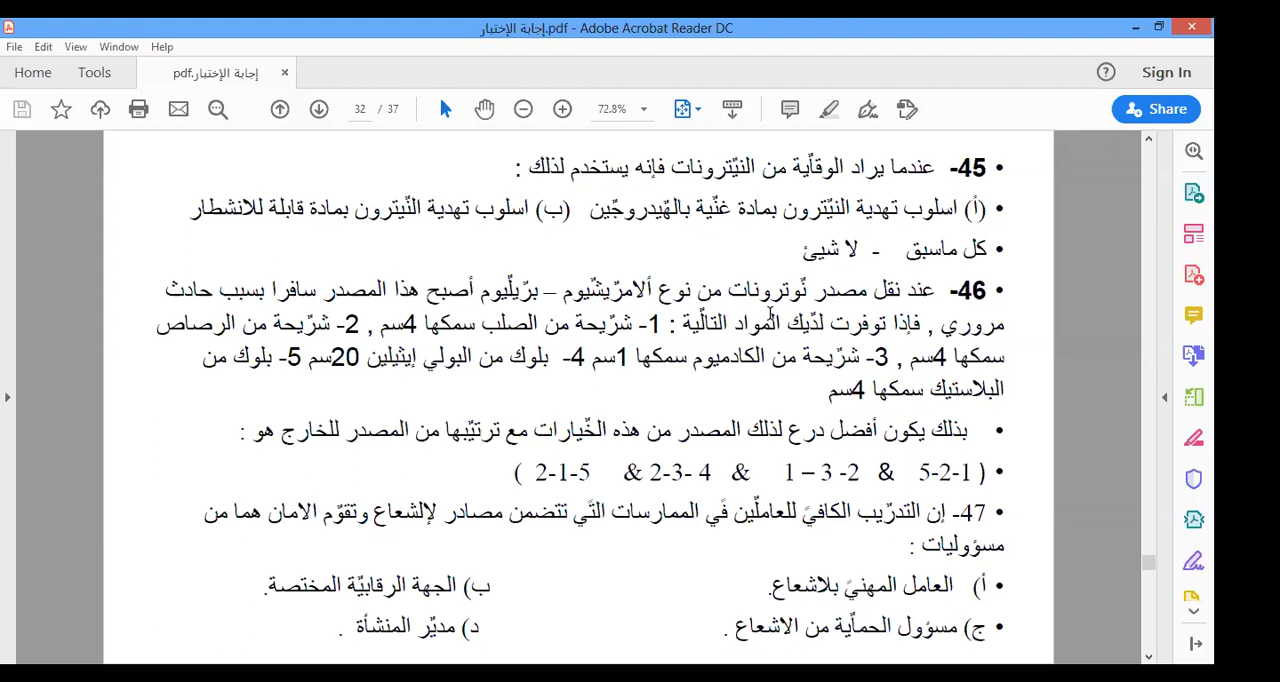 إجابة الإختبار.pdf - Adobe Acrobat Reader DC
File Edit View Window Help
Home Tools إجابة الإختبار.pdf × Sign In
32 / 37 72.8% Share
• 45- عندما يراد الوقاية من النيترونات فإنه يستخدم لذلك :
• (أ) اسلوب تهدية النيترون بمادة غنية بالهيدروجين (ب) اسلوب تهدية النيترون بمادة قابلة للانشطار
• كل ماسبق - لا شيئ
• 46- عند نقل مصدر نوترونات من نوع ألامريشيوم – بريليوم أصبح هذا المصدر سافرا بسبب حادث
مروري , فإذا توفرت لديك المواد التالية : 1- شريحة من الصلب سمكها 4سم , 2- شريحة من الرصاص
سمكها 4سم , 3- شريحة من الكادميوم سمكها 1سم 4- بلوك من البولي إيثيلين 20سم 5- بلوك من
البلاستيك سمكها 4سم
• بذلك يكون أفضل درع لذلك المصدر من هذه الخيارات مع ترتيبها من المصدر للخارج هو :
• ( 5-2-1 & 1 – 3 -2 & 2-3- 4 & 2-1-5 )
• 47- إن التدريب الكافي للعاملين في الممارسات التي تتضمن مصادر لإلشعاع وتقوم الامان هما من
مسؤوليات :
• أ) العامل المهني بلاشعاع. ب) الجهة الرقابية المختصة.
• ج) مسؤول الحماية من الاشعاع . د) مدير المنشأة .